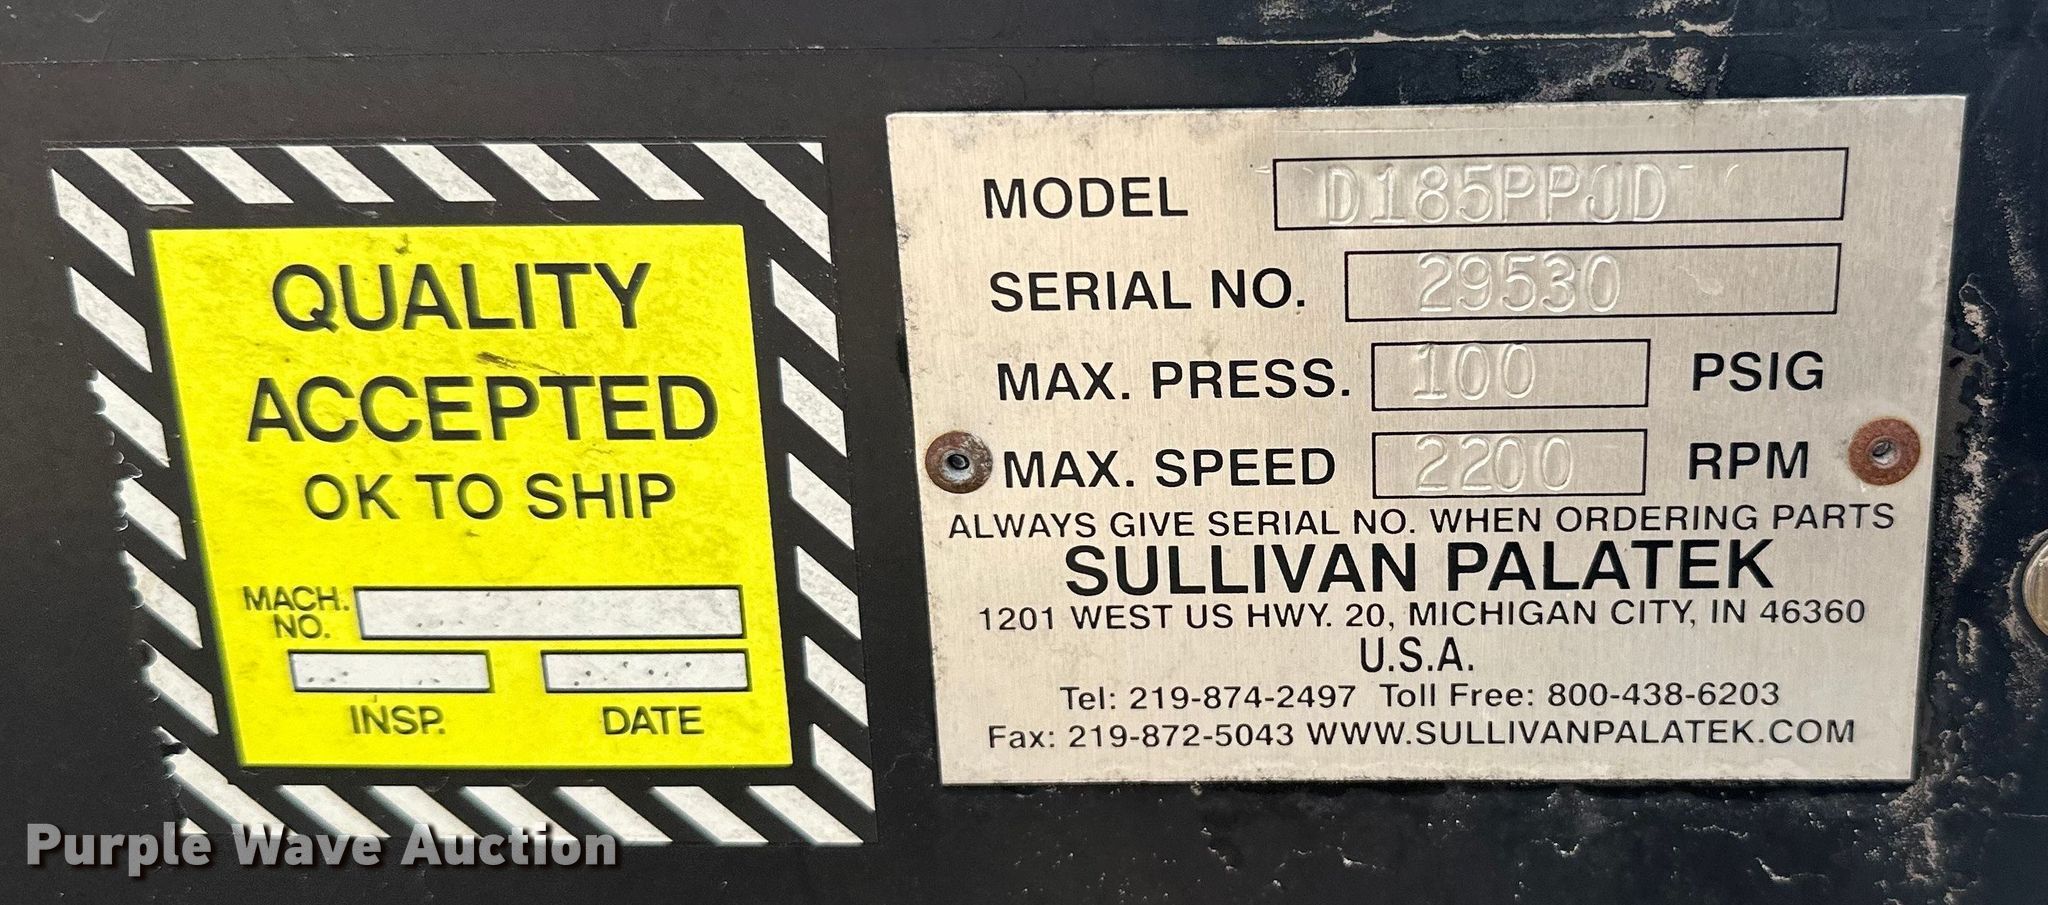 QUALITY
ACCEPTED
OK TO SHIP
MACH.
NO.
INSP.
DATE
MODEL D185PPJD
SERIAL NO. 29530
MAX. PRESS. 100 PSIG
MAX. SPEED 2200 RPM
ALWAYS GIVE SERIAL NO. WHEN ORDERING PARTS
SULLIVAN PALATEK
1201 WEST US HWY. 20, MICHIGAN CITY, IN 46360
U.S.A.
Tel: 219-874-2497 Toll Free: 800-438-6203
Fax: 219-872-5043 WWW.SULLIVANPALATEK.COM
Purple Wave Auction